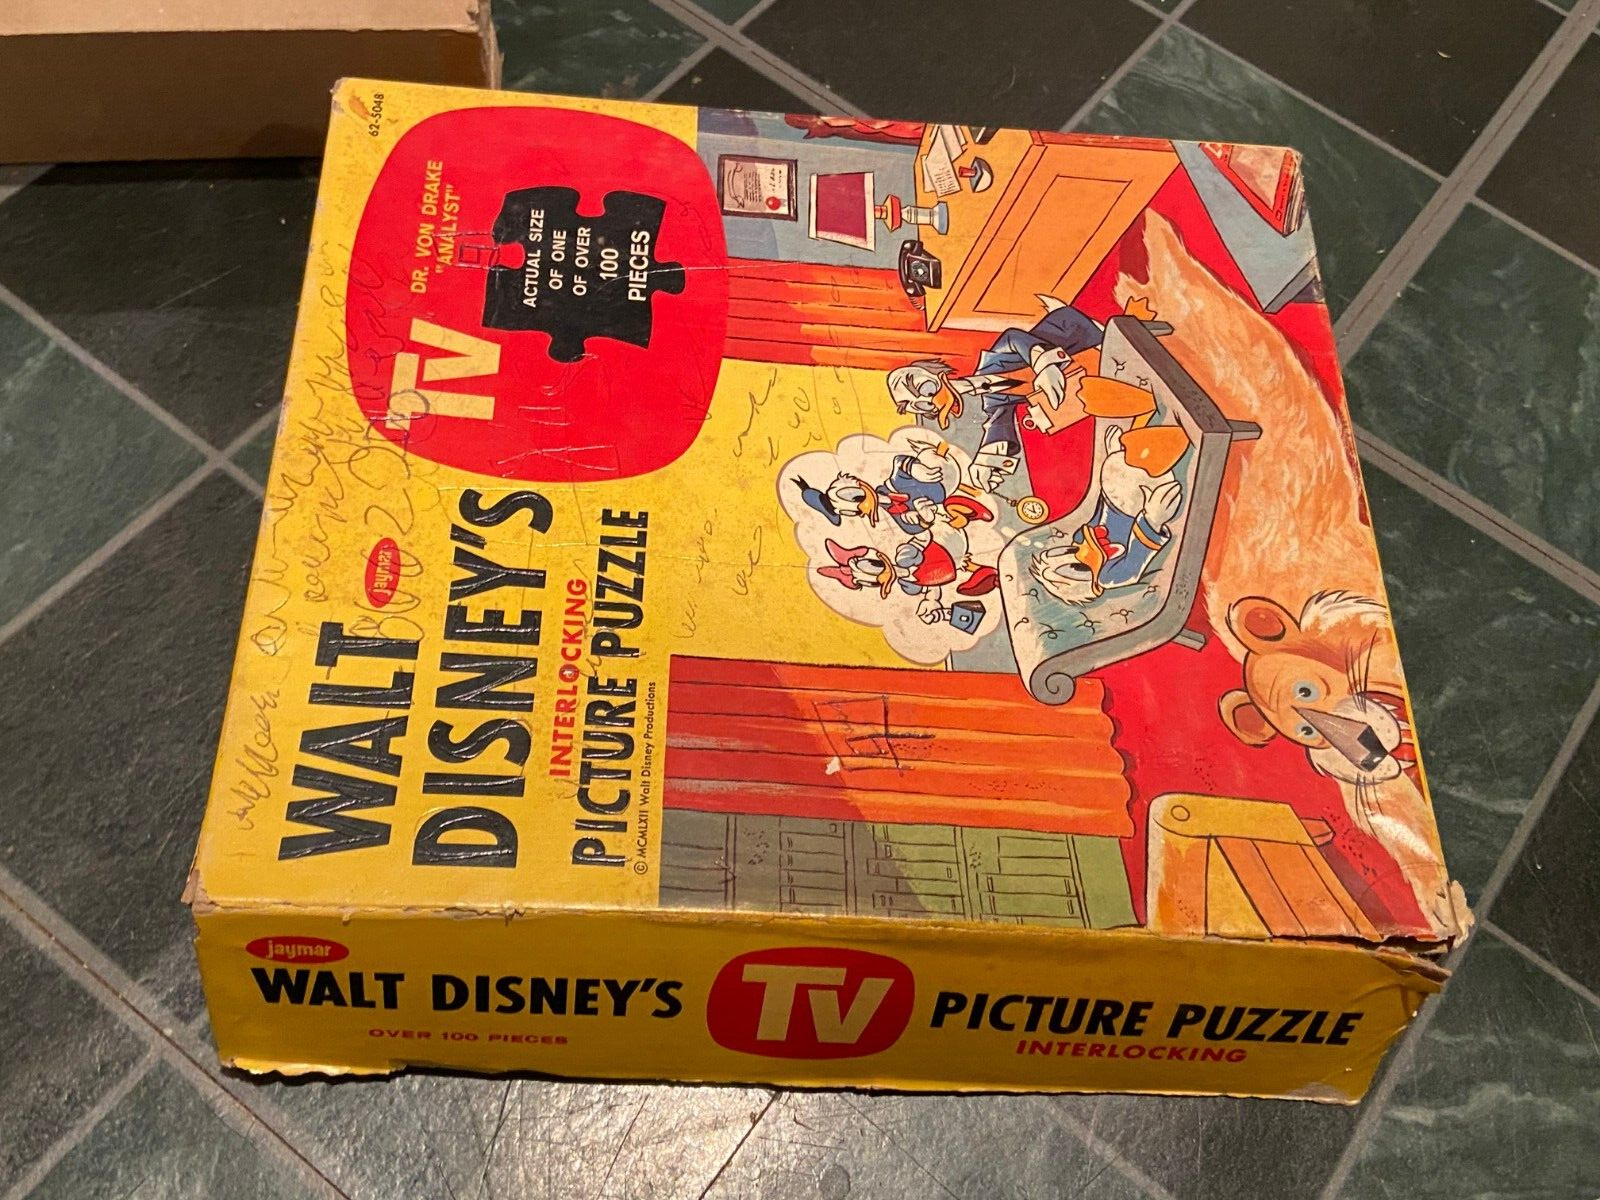 62-5048
DR. VON DRAKE
"ANALYST"
TV
ACTUAL SIZE
OF ONE
OF OVER
100
PIECES
WALT
jaymar
DISNEY'S
INTERLOCKING
PICTURE PUZZLE
© MCMLXII Walt Disney Productions
jaymar
WALT DISNEY'S
OVER 100 PIECES
TV
PICTURE PUZZLE
INTERLOCKING